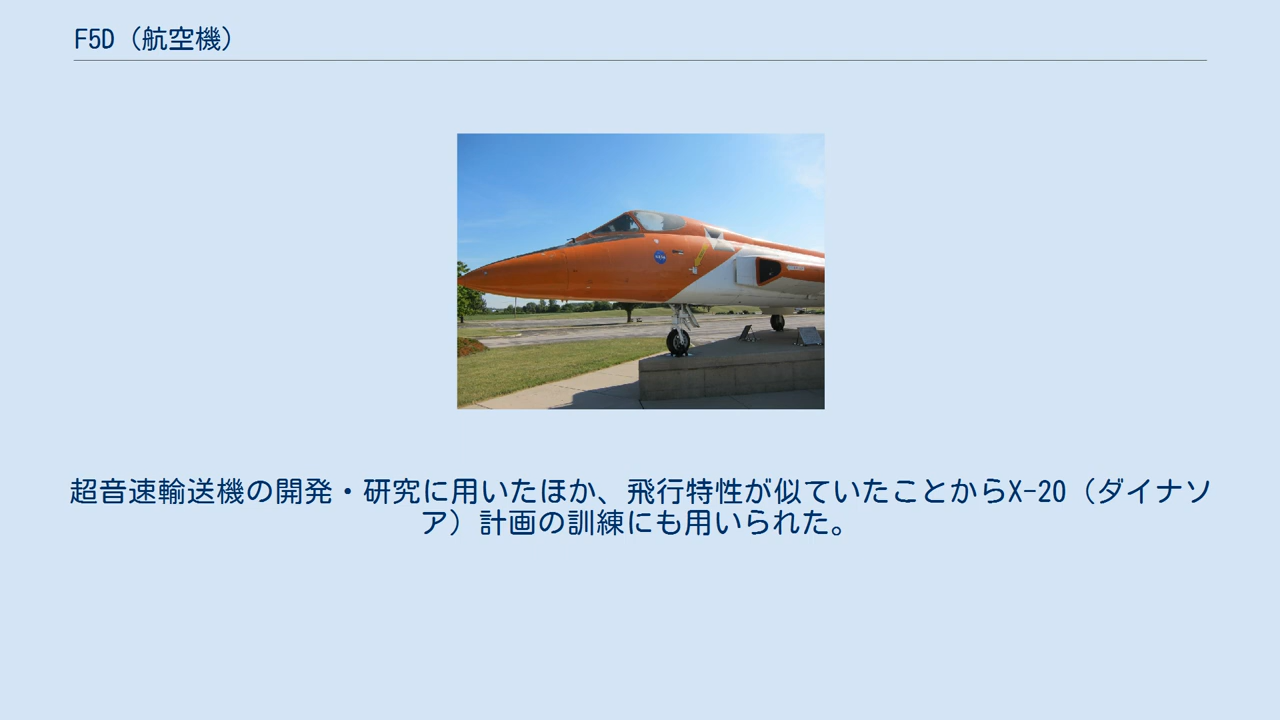 F5D（航空機）
超音速輸送機の開発・研究に用いたほか、飛行特性が似ていたことからX-20（ダイナソ
ア）計画の訓練にも用いられた。